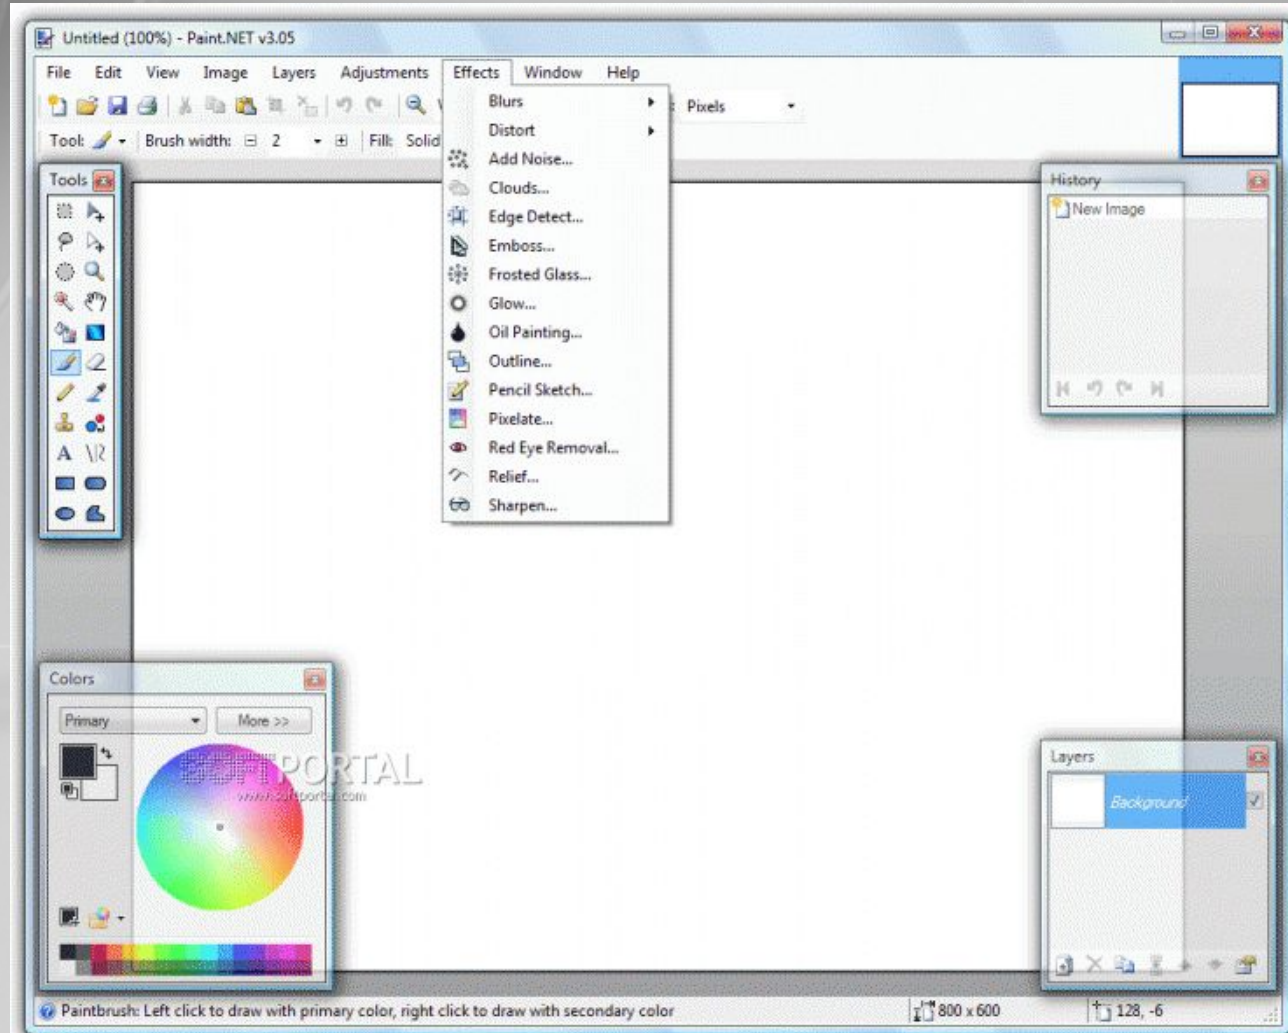 Untitled (100%) - Paint.NET v3.05
File Edit View Image Layers Adjustments Effects Window Help
Pixels
Tool: Brush width: 2 Fill: Solid
Blurs
Distort
Add Noise...
Clouds...
Edge Detect...
Emboss...
Frosted Glass...
Glow...
Oil Painting...
Outline...
Pencil Sketch...
Pixelate...
Red Eye Removal...
Relief...
Sharpen...
Tools
History
New Image
Colors
Primary More >>
SOFTPORTAL
www.softportal.com
Layers
Background
Paintbrush: Left click to draw with primary color, right click to draw with secondary color 800 x 600 128, -6